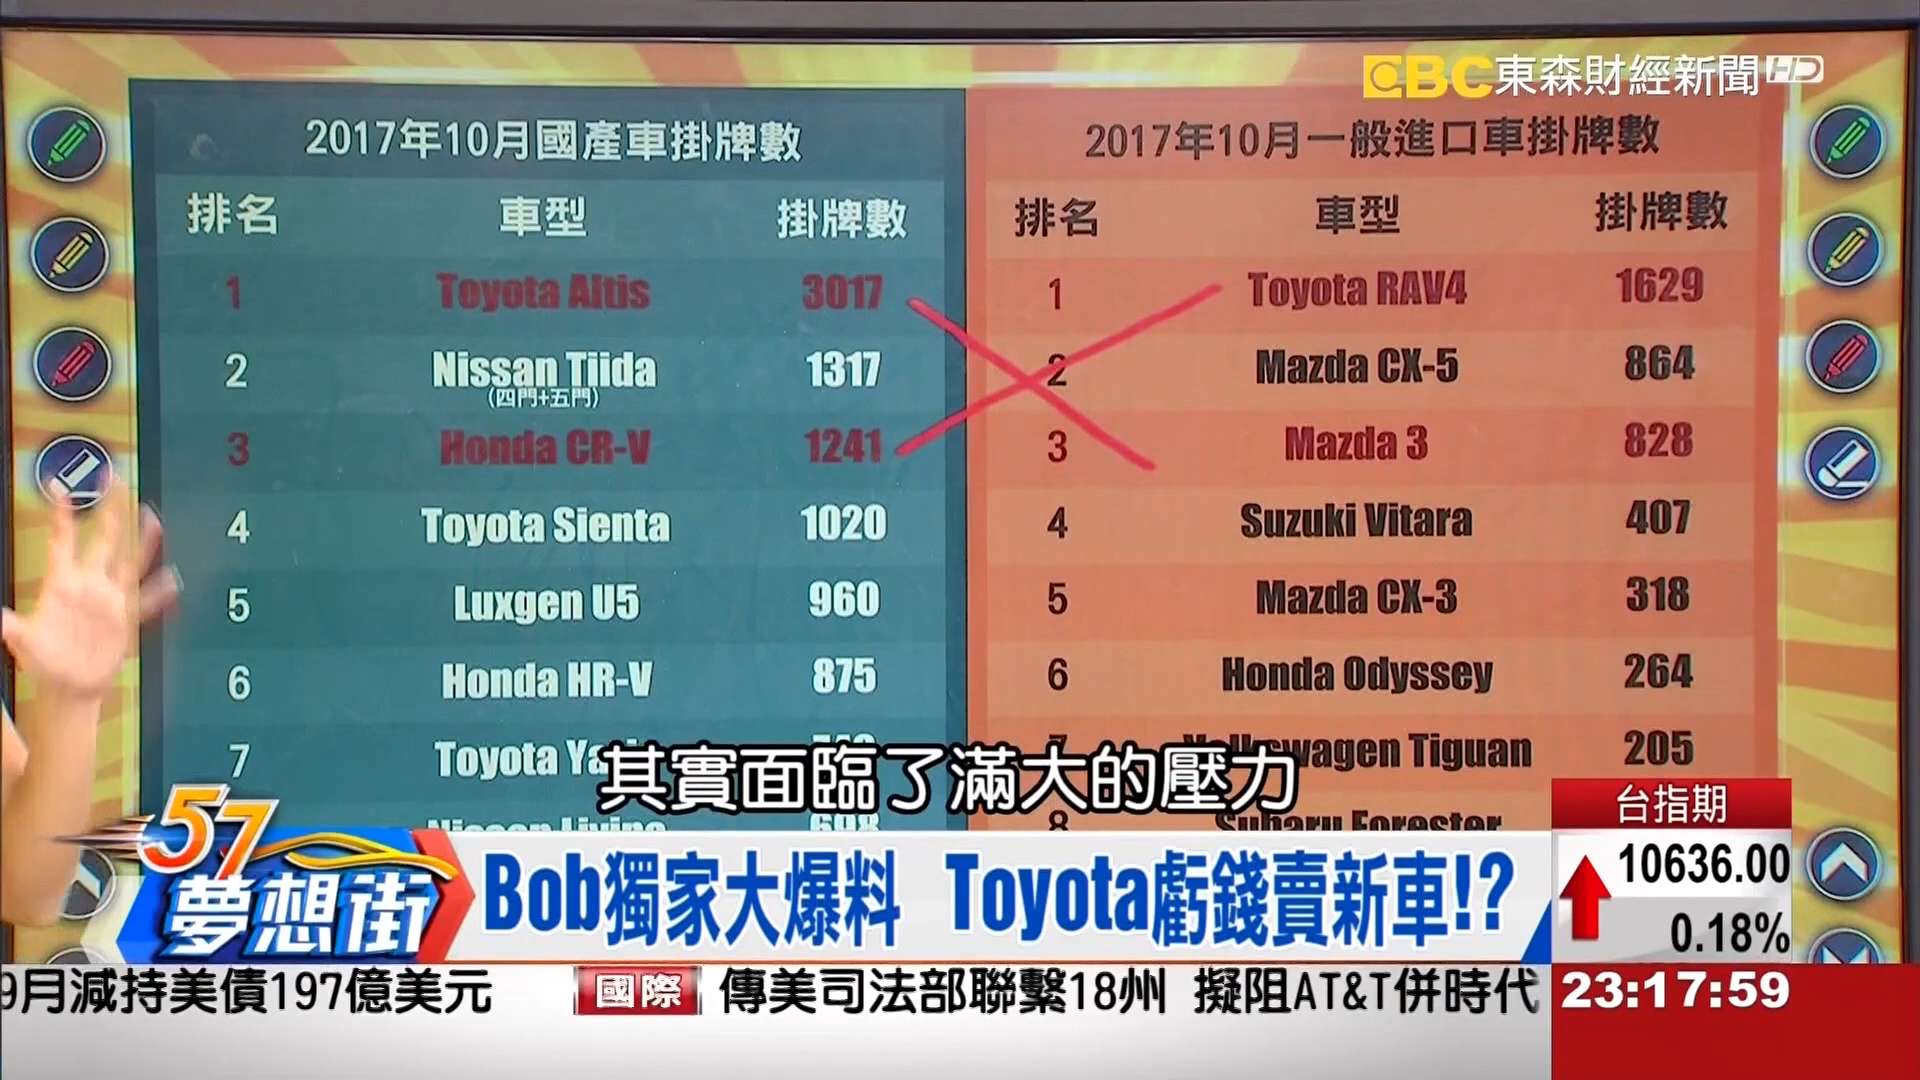 EBC東森財經新聞HD
2017年10月國產車掛牌數
排名 車型 掛牌數
1 Toyota Altis 3017
2 Nissan Tiida 1317
(四門+五門)
3 Honda CR-V 1241
4 Toyota Sienta 1020
5 Luxgen U5 960
6 Honda HR-V 875
7 Toyota
2017年10月一般進口車掛牌數
排名 車型 掛牌數
1 Toyota RAV4 1629
2 Mazda CX-5 864
3 Mazda 3 828
4 Suzuki Vitara 407
5 Mazda CX-3 318
6 Honda Odyssey 264
7 Volkswagen Tiguan 205
8 Subaru Forester
其實面臨了滿大的壓力
57夢想街
Bob獨家大爆料 Toyota虧錢賣新車!?
台指期
10636.00
0.18%
9月減持美債197億美元 國際 傳美司法部聯繫18州 擬阻AT&T併時代
23:17:59